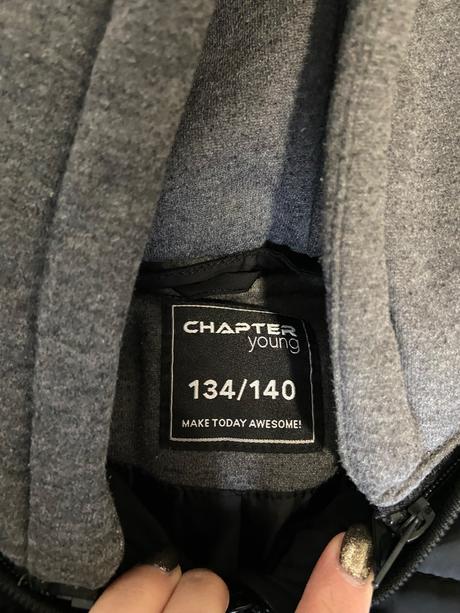 CHAPTER
young
134/140
MAKE TODAY AWESOME!